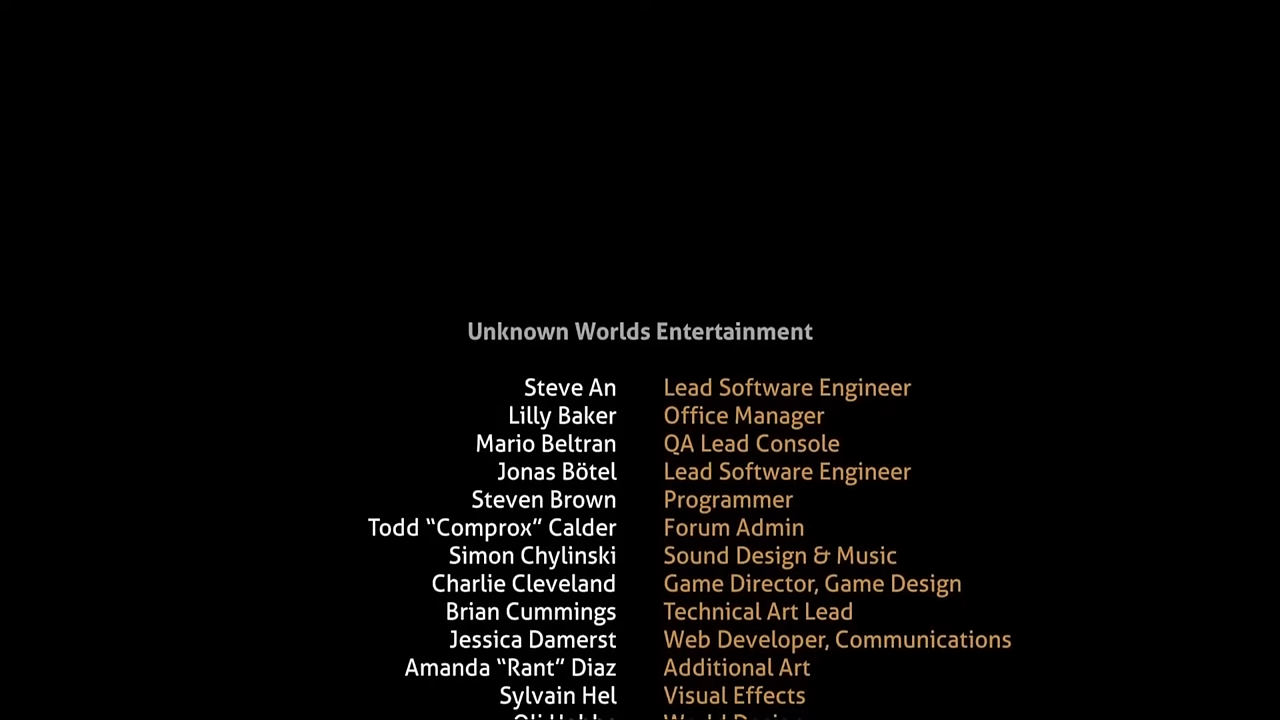 Unknown Worlds Entertainment
Steve An Lead Software Engineer
Lilly Baker Office Manager
Mario Beltran QA Lead Console
Jonas Bötel Lead Software Engineer
Steven Brown Programmer
Todd “Comprox” Calder Forum Admin
Simon Chylinski Sound Design & Music
Charlie Cleveland Game Director, Game Design
Brian Cummings Technical Art Lead
Jessica Damerst Web Developer, Communications
Amanda “Rant” Diaz Additional Art
Sylvain Hel Visual Effects